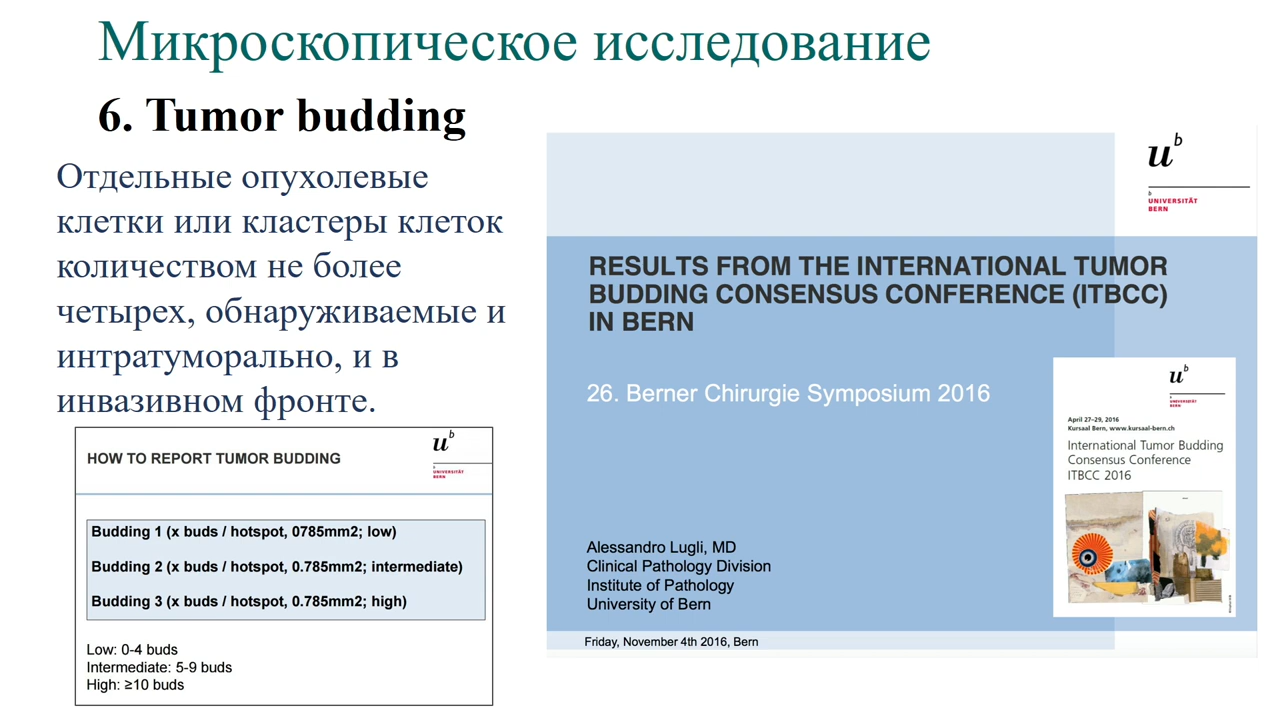 Микроскопическое исследование
6. Tumor budding
Отдельные опухолевые
клетки или кластеры клеток
количеством не более
четырех, обнаруживаемые и
интратуморально, и в
инвазивном фронте.
HOW TO REPORT TUMOR BUDDING
u b
b
UNIVERSITÄT
BERN
Budding 1 (x buds / hotspot, 0785mm2; low)
Budding 2 (x buds / hotspot, 0.785mm2; intermediate)
Budding 3 (x buds / hotspot, 0.785mm2; high)
Low: 0-4 buds
Intermediate: 5-9 buds
High: ≥10 buds
u b
b
UNIVERSITÄT
BERN
RESULTS FROM THE INTERNATIONAL TUMOR
BUDDING CONSENSUS CONFERENCE (ITBCC)
IN BERN
26. Berner Chirurgie Symposium 2016
u b
UNIVERSITÄT
BERN
April 27–29, 2016
Kursaal Bern, www.kursaal-bern.ch
International Tumor Budding
Consensus Conference
ITBCC 2016
Alessandro Lugli, MD
Clinical Pathology Division
Institute of Pathology
University of Bern
Friday, November 4th 2016, Bern